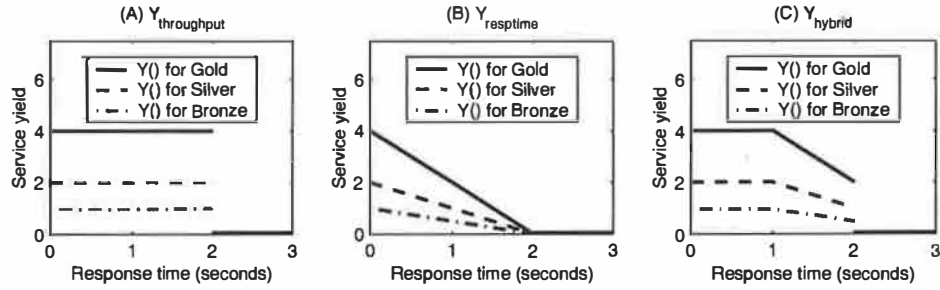 (A) Y_throughput
Service yield
6
4
2
0
Y() for Gold
Y() for Silver
Y() for Bronze
0 1 2 3
Response time (seconds)
(B) Y_resptime
Service yield
6
4
2
0
Y() for Gold
Y() for Silver
Y() for Bronze
0 1 2 3
Response time (seconds)
(C) Y_hybrid
Service yield
6
4
2
0
Y() for Gold
Y() for Silver
Y() for Bronze
0 1 2 3
Response time (seconds)